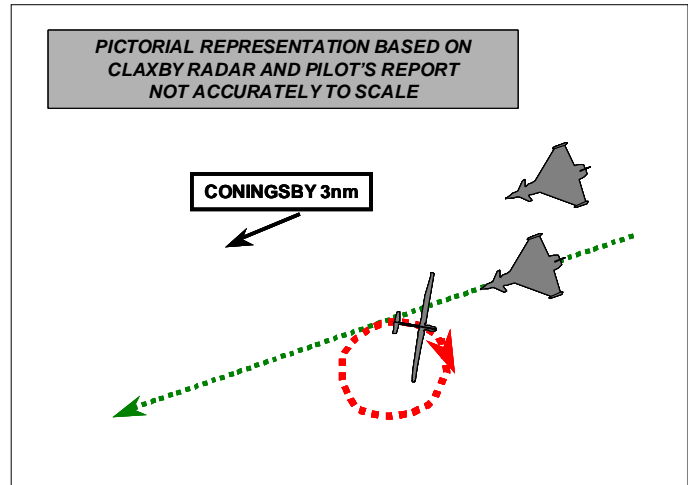 PICTORIAL REPRESENTATION BASED ON
CLAXBY RADAR AND PILOT'S REPORT
NOT ACCURATELY TO SCALE
CONINGSBY 3nm